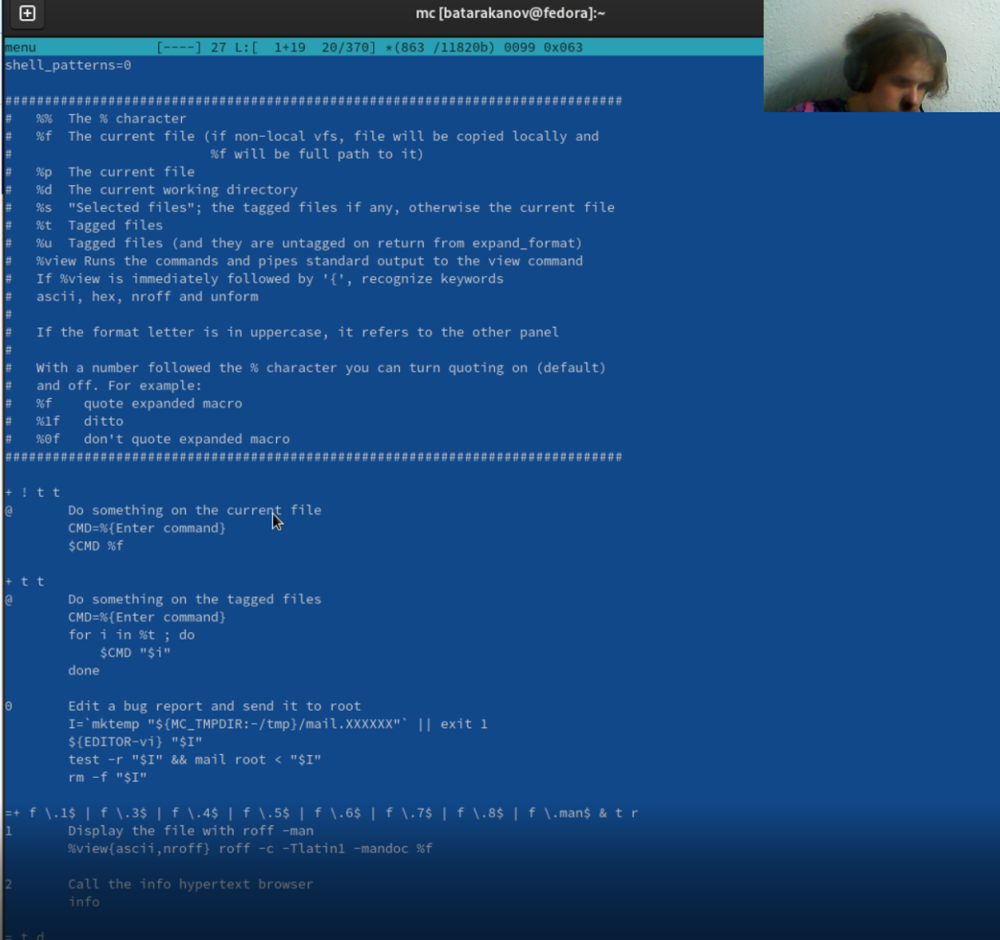 mc [batarakanov@fedora]:~
menu               [----] 27 L:[  1+19  20/370] *(863 /11820b) 0099 0x063
shell_patterns=0
##############################################################################
#   %%  The % character
#   %f  The current file (if non-local vfs, file will be copied locally and
#                         %f will be full path to it)
#   %p  The current file
#   %d  The current working directory
#   %s  "Selected files"; the tagged files if any, otherwise the current file
#   %t  Tagged files
#   %u  Tagged files (and they are untagged on return from expand_format)
#   %view Runs the commands and pipes standard output to the view command
#   If %view is immediately followed by '{', recognize keywords
#   ascii, hex, nroff and unform
#
#   If the format letter is in uppercase, it refers to the other panel
#
#   With a number followed the % character you can turn quoting on (default)
#   and off. For example:
#   %f    quote expanded macro
#   %1f   ditto
#   %0f   don't quote expanded macro
##############################################################################
+ ! t t
@       Do something on the current file
        CMD=%{Enter command}
        $CMD %f
+ t t
@       Do something on the tagged files
        CMD=%{Enter command}
        for i in %t ; do
            $CMD "$i"
        done
0       Edit a bug report and send it to root
        I=`mktemp "${MC_TMPDIR:-/tmp}/mail.XXXXXX"` || exit 1
        ${EDITOR-vi} "$I"
        test -r "$I" && mail root < "$I"
        rm -f "$I"
=+ f \.1$ | f \.3$ | f \.4$ | f \.5$ | f \.6$ | f \.7$ | f \.8$ | f \.man$ & t r
1       Display the file with roff -man
        %view{ascii,nroff} roff -c -Tlatin1 -mandoc %f
2       Call the info hypertext browser
        info
= t d